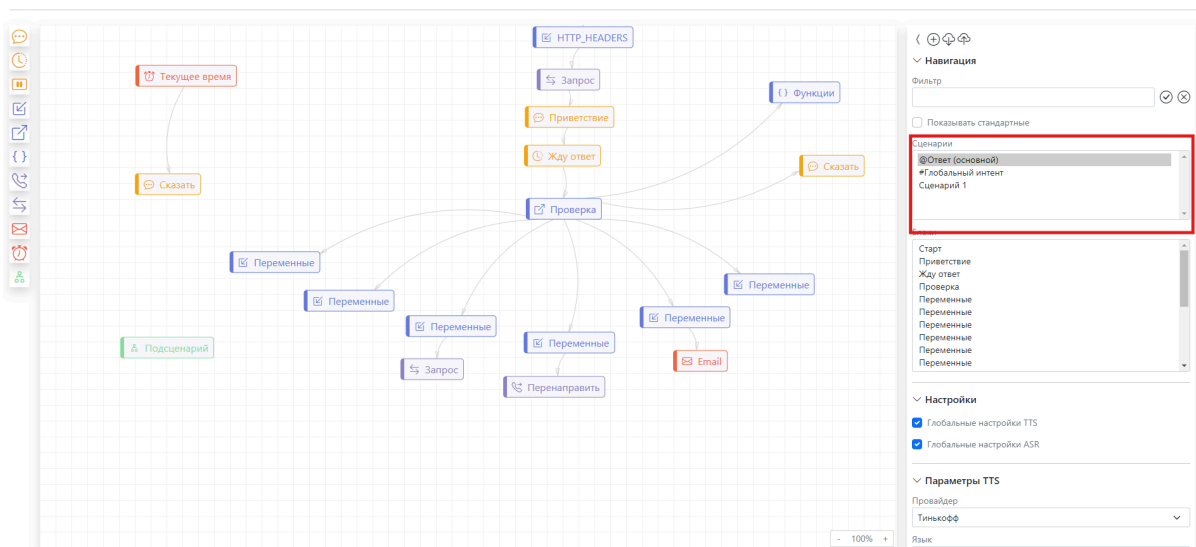 HTTP_HEADERS
Текущее время
Запрос
{ } Функции
Приветствие
Жду ответ
Сказать
Сказать
Проверка
Переменные
Переменные
Переменные
Переменные
Переменные
Переменные
Подсценарий
Запрос
Email
Перенаправить
- 100% +
Навигация
Фильтр
Показывать стандартные
Сценарии
@Ответ (основной)
#Глобальный интент
Сценарий 1
Старт
Приветствие
Жду ответ
Проверка
Переменные
Переменные
Переменные
Переменные
Переменные
Переменные
Настройки
Глобальные настройки TTS
Глобальные настройки ASR
Параметры TTS
Провайдер
Тинькофф
Язык